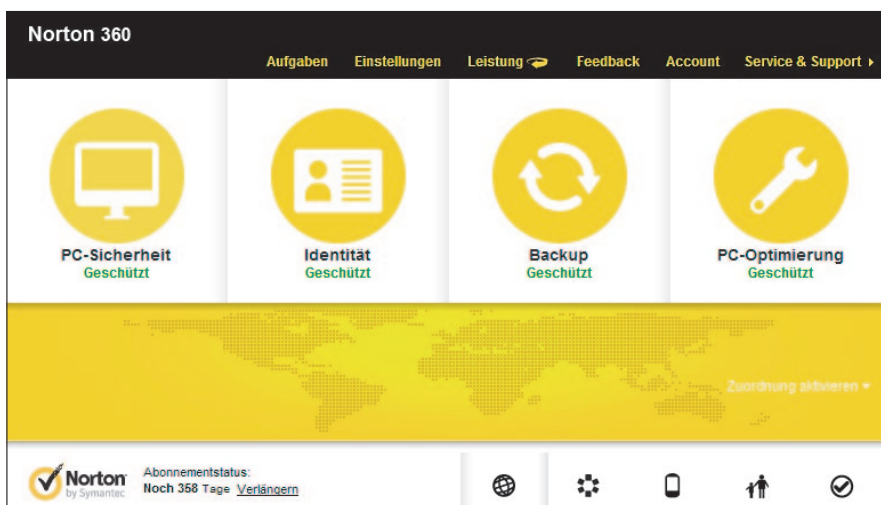 Norton 360
Aufgaben Einstellungen Leistung Feedback Account Service & Support
PC-Sicherheit
Geschützt
Identität
Geschützt
Backup
Geschützt
PC-Optimierung
Geschützt
Zuordnung aktivieren
Norton
by Symantec
Abonnementstatus:
Noch 358 Tage Verlängern